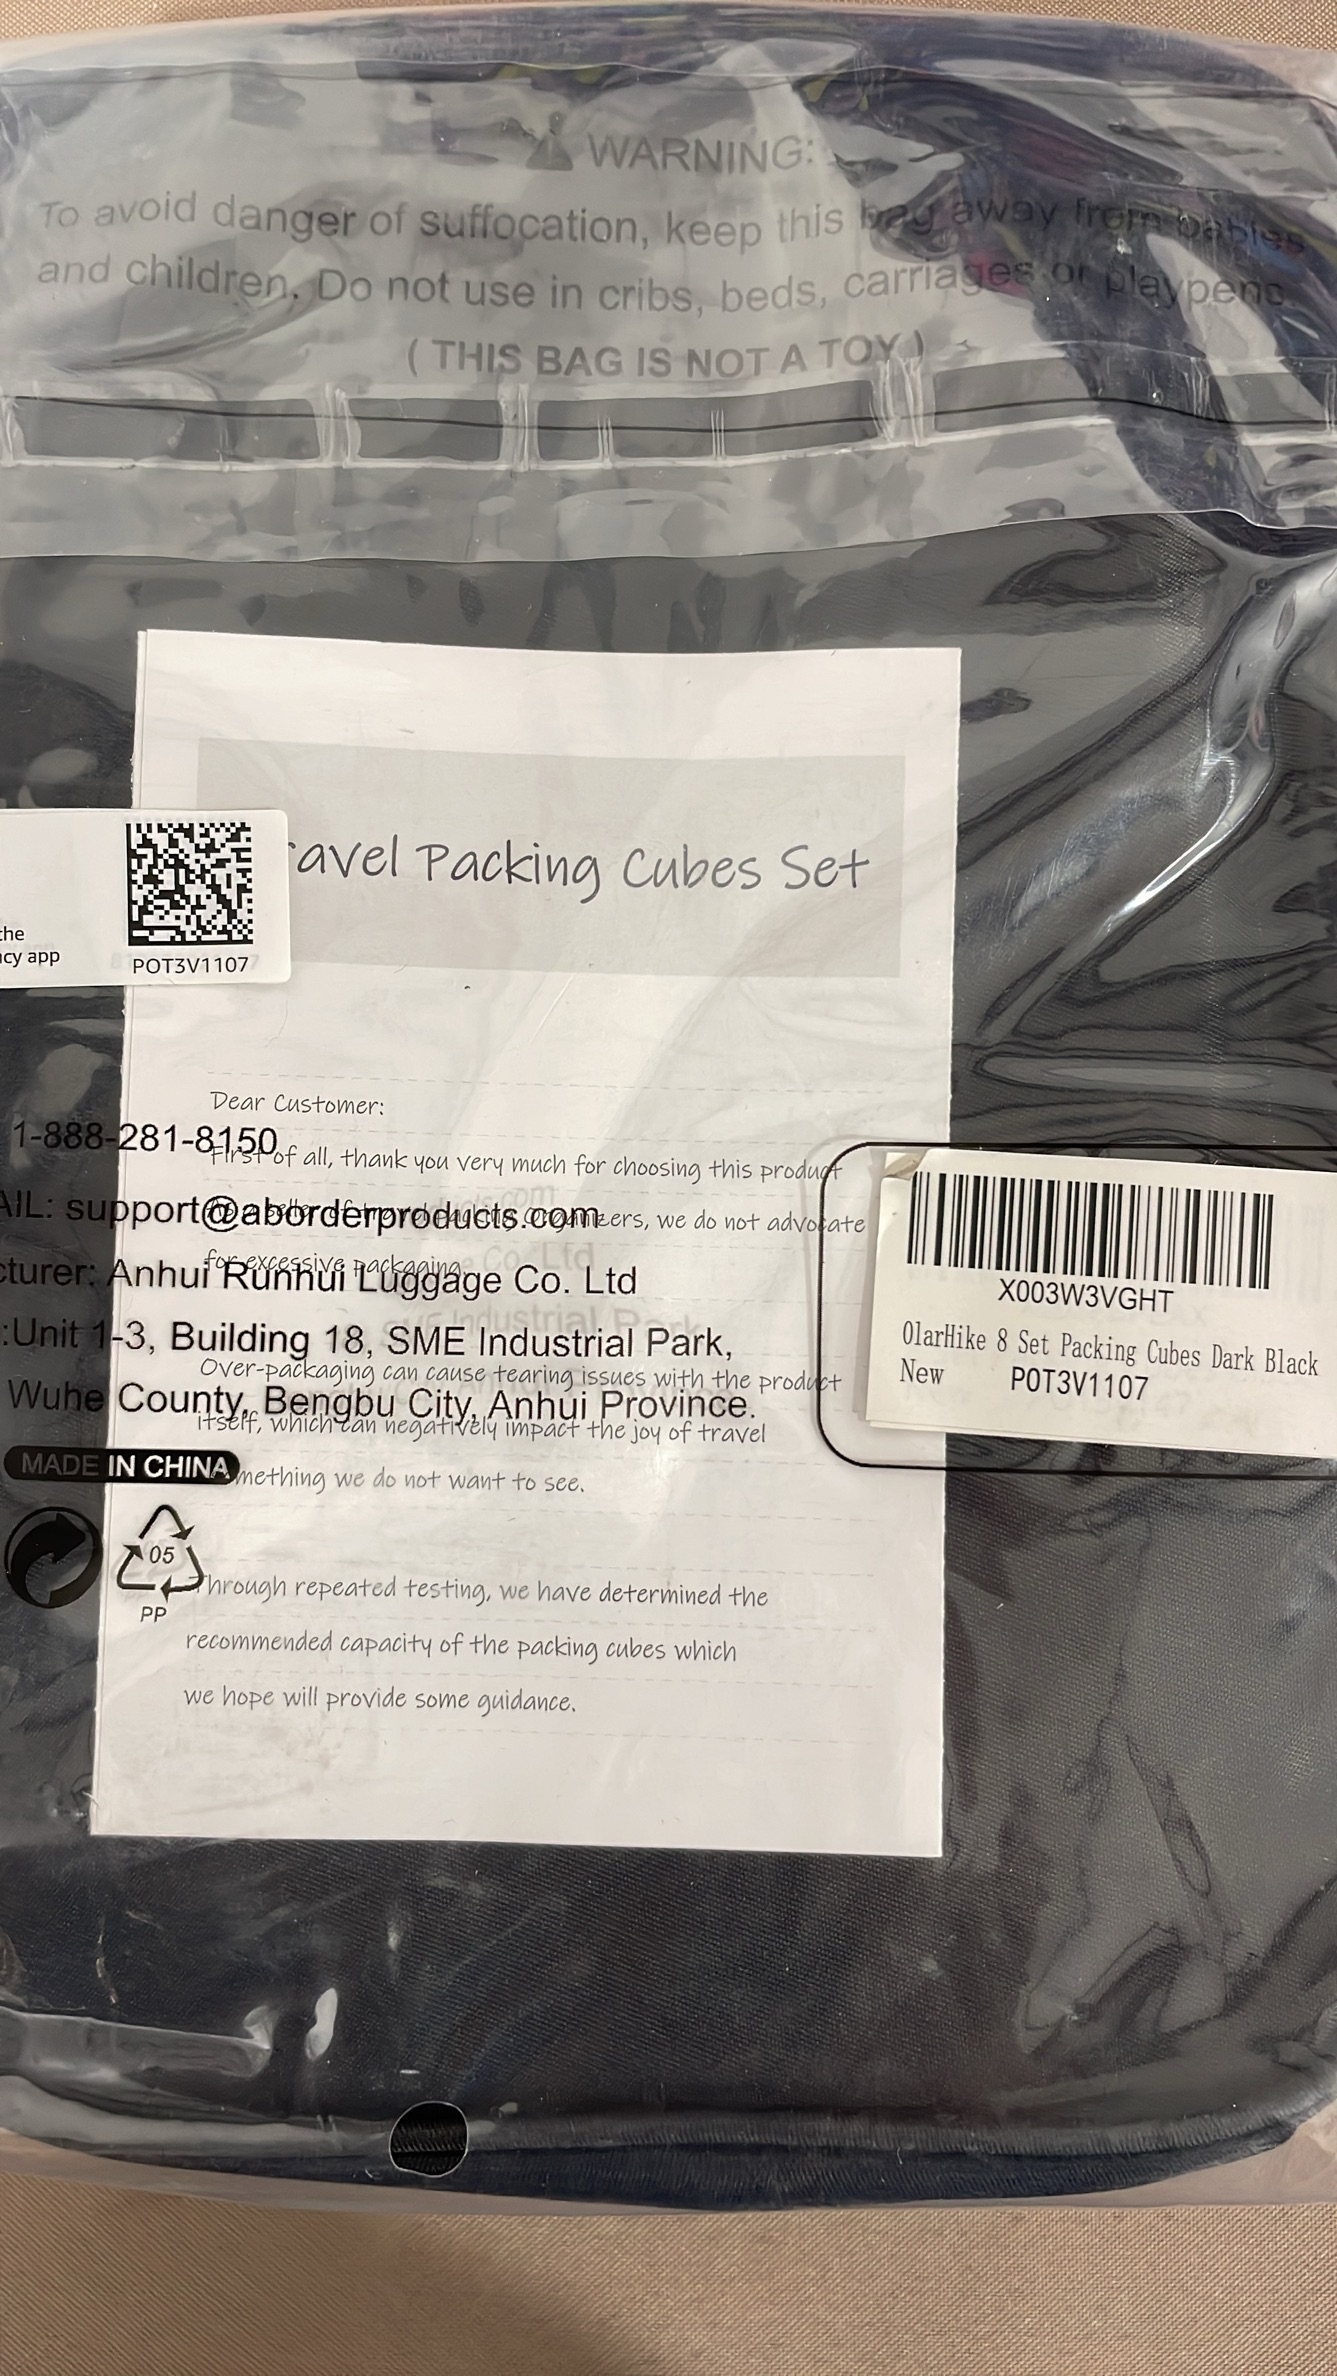 WARNING:
To avoid danger of suffocation, keep this bag away from babies
and children. Do not use in cribs, beds, carriages or playpens.
( THIS BAG IS NOT A TOY )
ravel Packing Cubes Set
the
cy app
POT3V1107
Dear Customer:
1-888-281-8150
First of all, thank you very much for choosing this product
AIL: support@aborderproducts.com
we do not advocate
for excessive packaging
cturer: Anhui Runhui Luggage Co. Ltd
:Unit 1-3, Building 18, SME Industrial Park,
Over-packaging can cause tearing issues with the product
Wuhe County, Bengbu City, Anhui Province.
itself, which can negatively impact the joy of travel
MADE IN CHINA
mething we do not want to see.
05
PP
Through repeated testing, we have determined the
recommended capacity of the packing cubes which
we hope will provide some guidance.
X003W3VGHT
OlarHike 8 Set Packing Cubes Dark Black
New POT3V1107